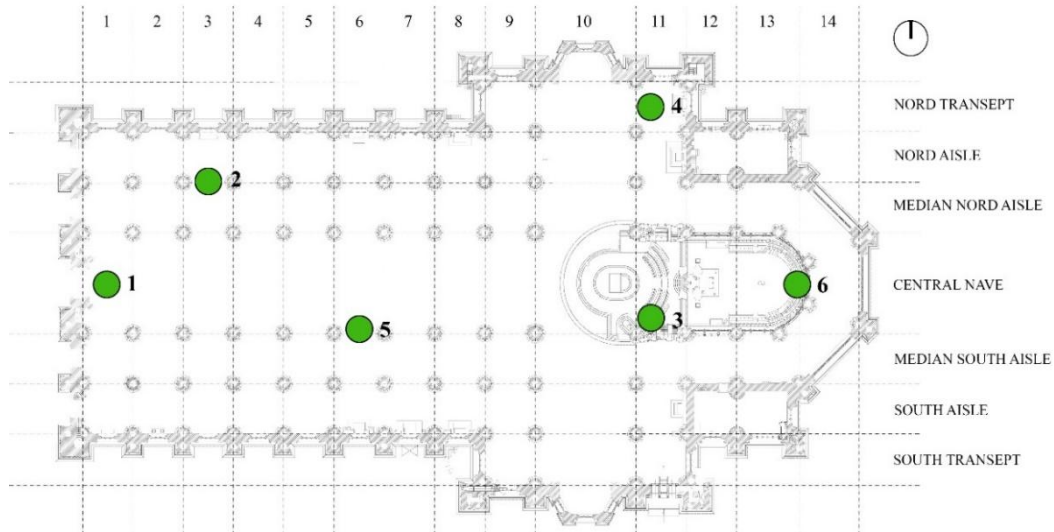 1 2 3 4 5 6 7 8 9 10 11 12 13 14
NORD TRANSEPT
4
NORD AISLE
2
MEDIAN NORD AISLE
1
6
CENTRAL NAVE
3
5
MEDIAN SOUTH AISLE
SOUTH AISLE
SOUTH TRANSEPT